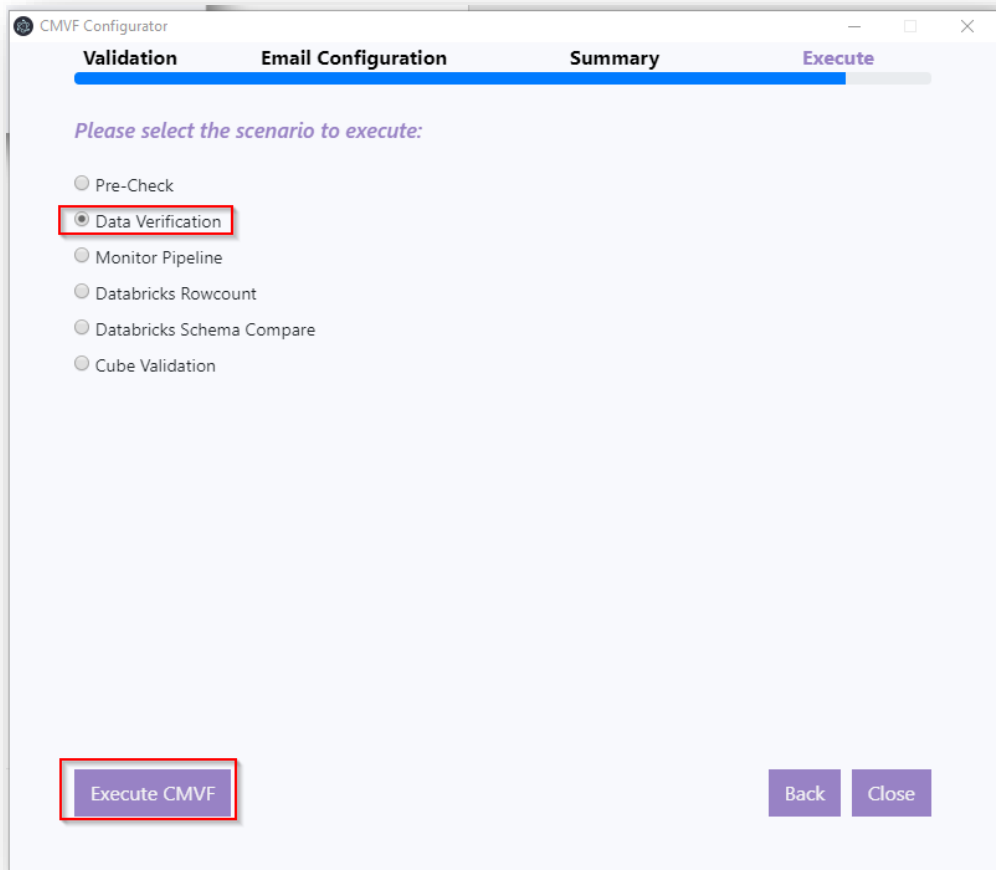 CMVF Configurator
Validation Email Configuration Summary Execute
Please select the scenario to execute:
Pre-Check
Data Verification
Monitor Pipeline
Databricks Rowcount
Databricks Schema Compare
Cube Validation
Execute CMVF Back Close